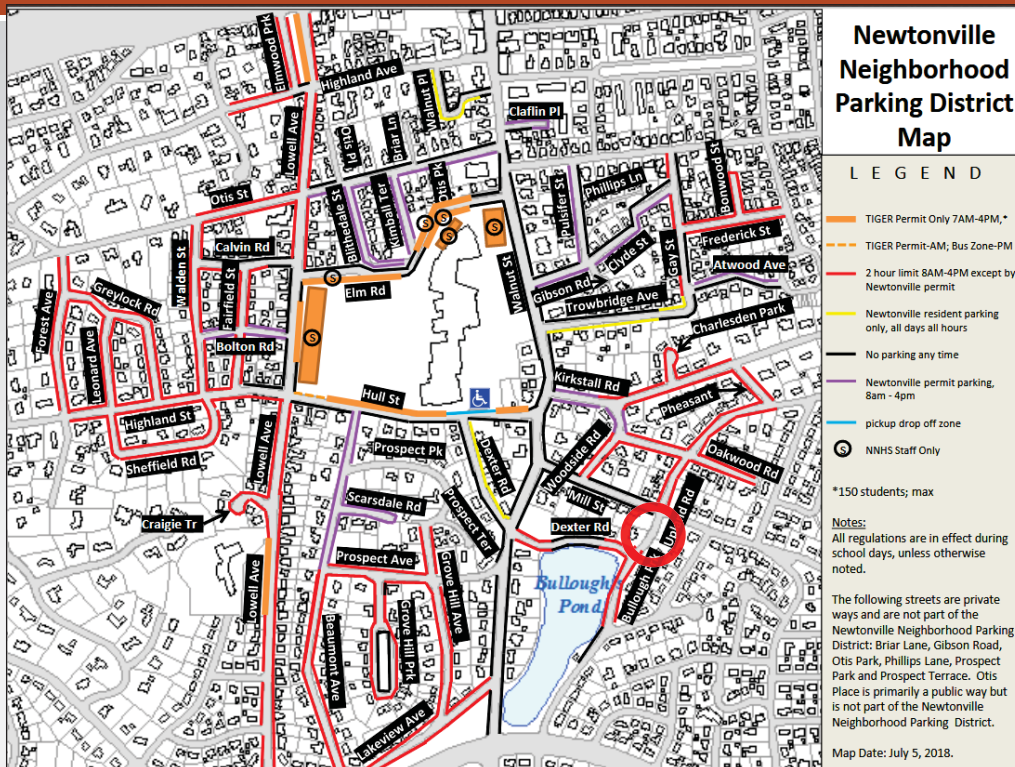 Newtonville
Neighborhood
Parking District
Map
L E G E N D
TIGER Permit Only 7AM-4PM,*
TIGER Permit-AM; Bus Zone-PM
2 hour limit 8AM-4PM except by
Newtonville permit
Newtonville resident parking
only, all days all hours
No parking any time
Newtonville permit parking,
8am - 4pm
pickup drop off zone
S
NNHS Staff Only
*150 students; max
Notes:
All regulations are in effect during
school days, unless otherwise
noted.
The following streets are private
ways and are not part of the
Newtonville Neighborhood Parking
District: Briar Lane, Gibson Road,
Otis Park, Phillips Lane, Prospect
Park and Prospect Terrace. Otis
Place is primarily a public way but
is not part of the Newtonville
Neighborhood Parking District.
Map Date: July 5, 2018.
Elmwood Prk
Highland Ave
Walnut Pl
Claflin Pl
Lowell Ave
Otis Pl
Briar Ln
Otis Pk
Otis St
Blithedale St
Kimball Ter
Pulsifer St
Phillips Ln
Bonwood St
Walden St
Calvin Rd
Fairfield St
Elm Rd
Walnut St
Clyde St
Gay St
Frederick St
Atwood Ave
Gibson Rd
Trowbridge Ave
Charlesden Park
S
S
S
S
S
S
Forest Ave
Greylock Rd
Leonard Ave
Bolton Rd
Highland St
Sheffield Rd
Hull St
Kirkstall Rd
Pheasant
Lowell Ave
Prospect Pk
Dexter Rd
Woodside Rd
Oakwood Rd
Mill St
Craigie Tr
Scarsdale Rd
Prospect Ter
Dexter Rd
Prospect Ave
Lowell Ave
Beaumont Ave
Grove Hill Prk
Grove Hill Ave
Bullough's
Pond
Bullough
Lakeview Ave